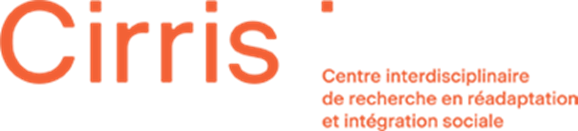 Cirris
Centre interdisciplinaire
de recherche en réadaptation
et intégration sociale